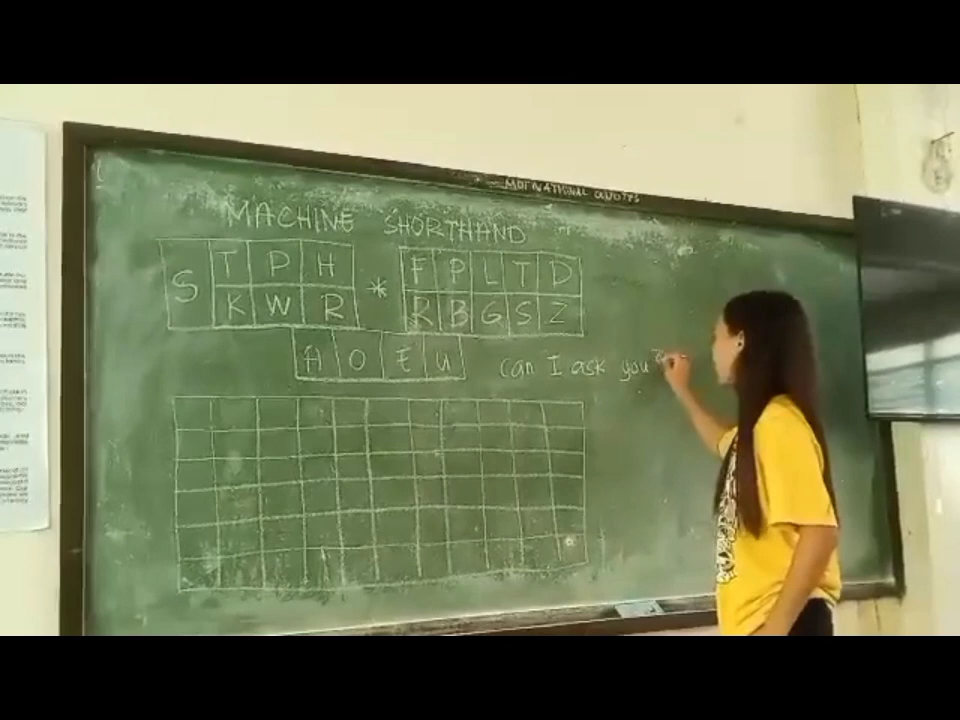 MOTIVATIONAL QUOTES
MACHINE SHORTHAND
S T P H * F P L T D
K W R R B G S Z
A O E U can I ask you?